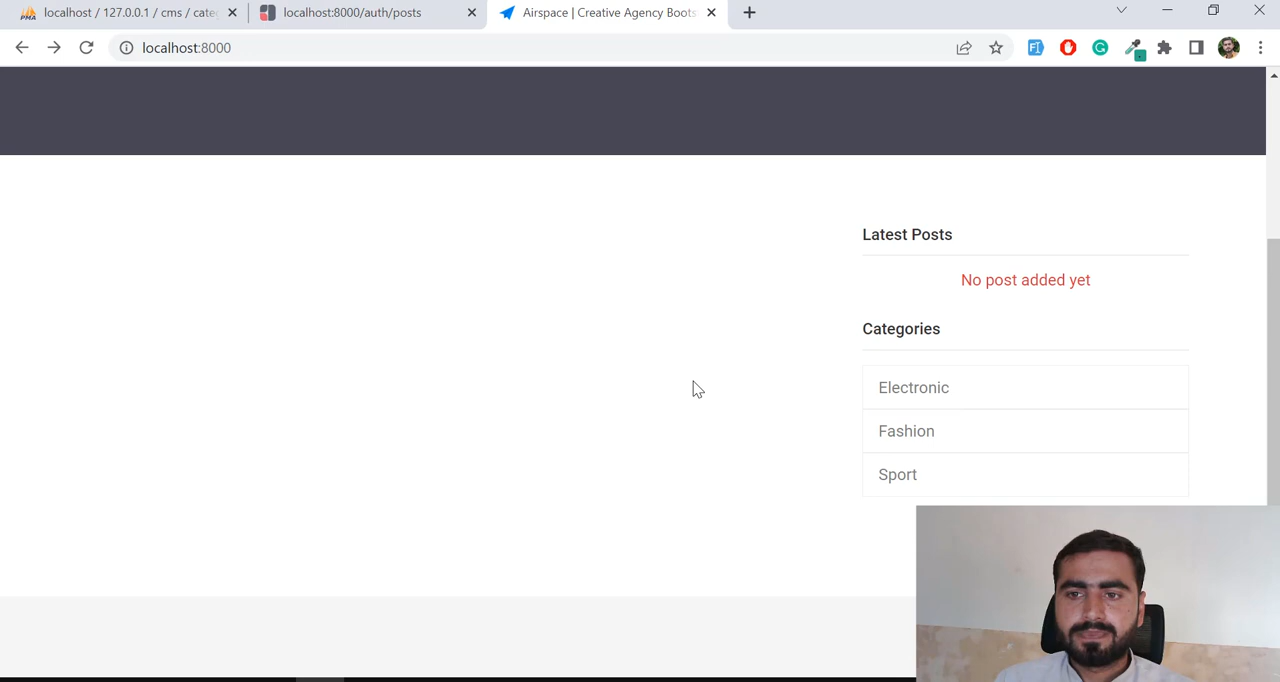 localhost / 127.0.0.1 / cms / cate
localhost:8000/auth/posts
Airspace | Creative Agency Boots
localhost:8000
Latest Posts
No post added yet
Categories
Electronic
Fashion
Sport